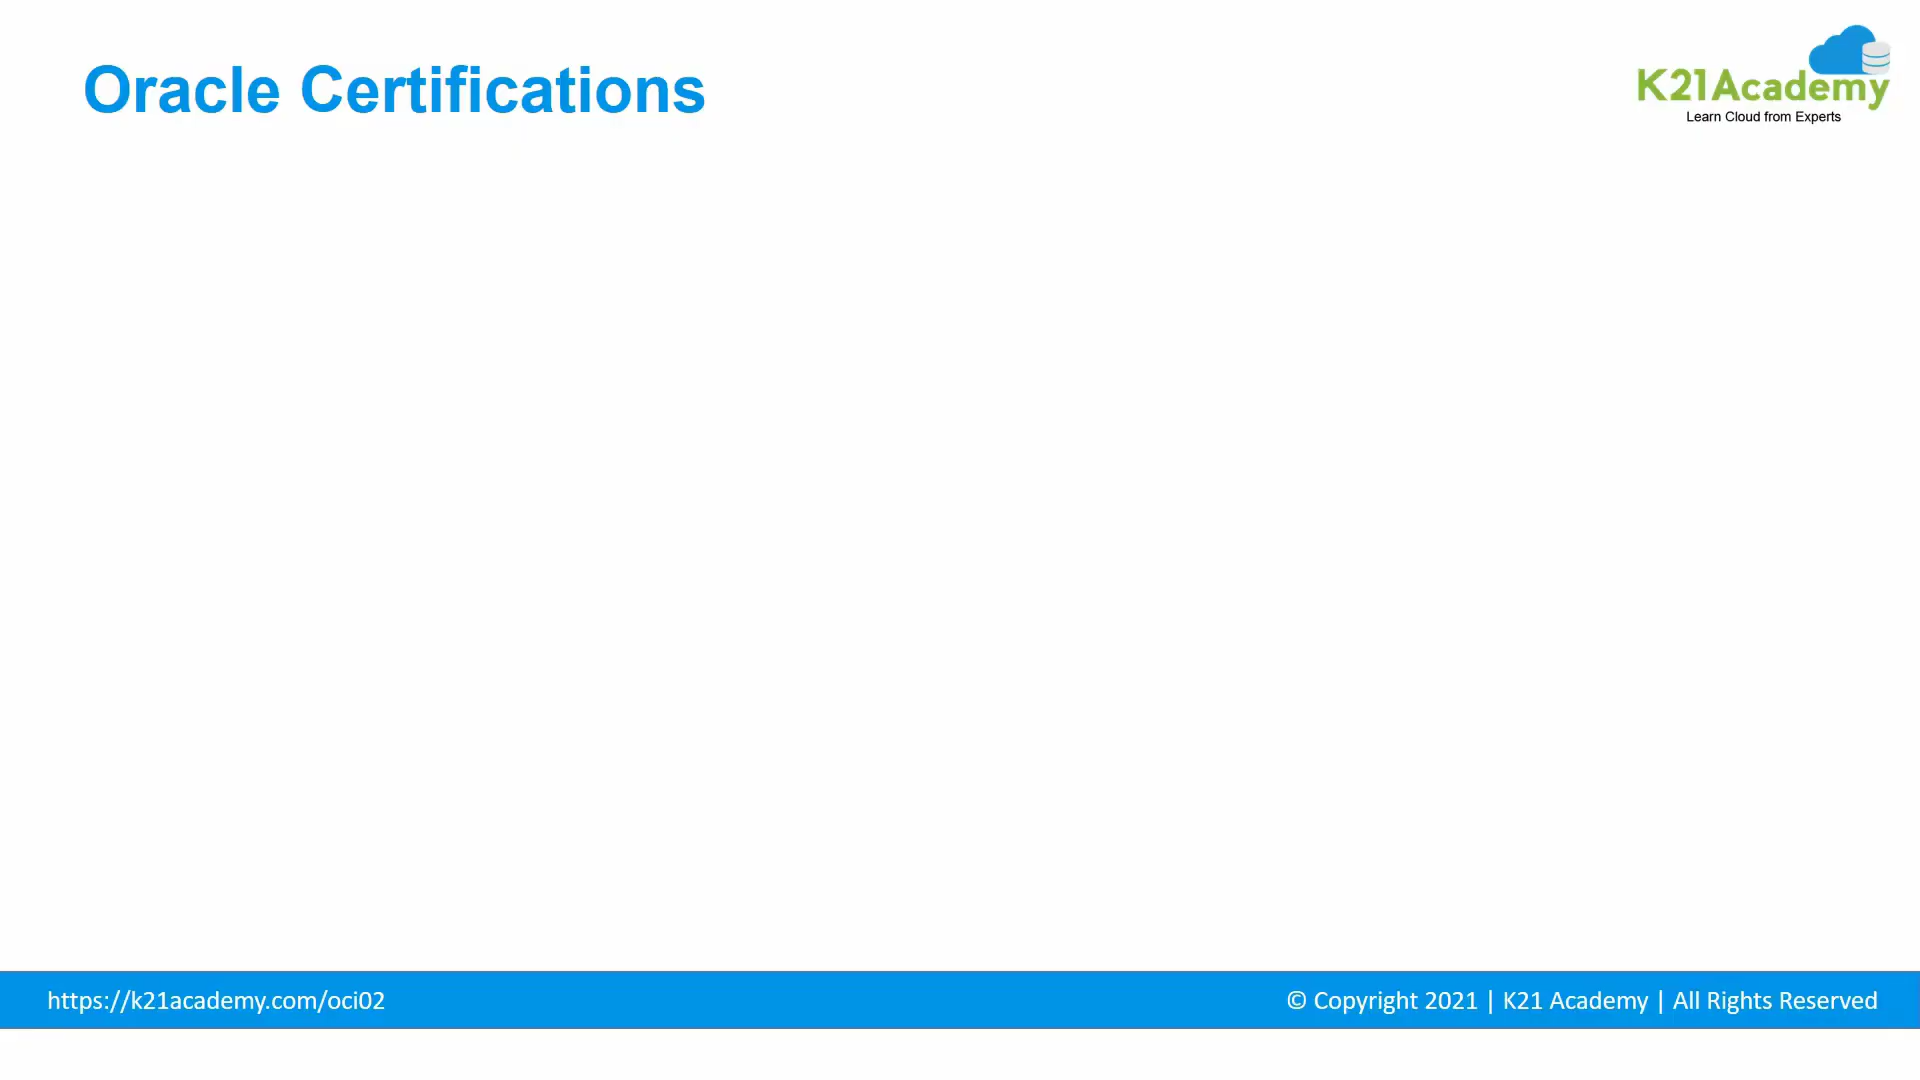 Oracle Certifications
K21Academy
Learn Cloud from Experts
https://k21academy.com/oci02
© Copyright 2021 | K21 Academy | All Rights Reserved